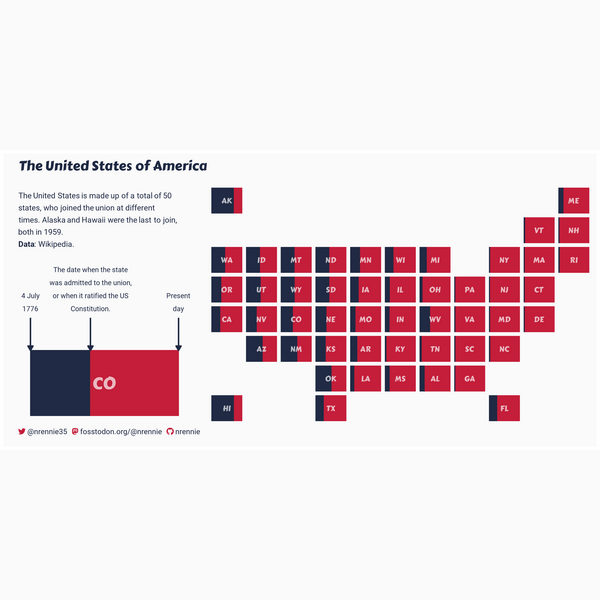 The United States of America
The United States is made up of a total of 50
states, who joined the union at different
times. Alaska and Hawaii were the last to join,
both in 1959.
Data: Wikipedia.
The date when the state
was admitted to the union,
or when it ratified the US
Constitution.
4 July
1776
Present
day
CO
@nrennie35 fosstodon.org/@nrennie nrennie
AK ME
VT NH
WA ID MT ND MN WI MI NY MA RI
OR UT WY SD IA IL OH PA NJ CT
CA NV CO NE MO IN WV VA MD DE
AZ NM KS AR KY TN SC NC
OK LA MS AL GA
HI TX FL